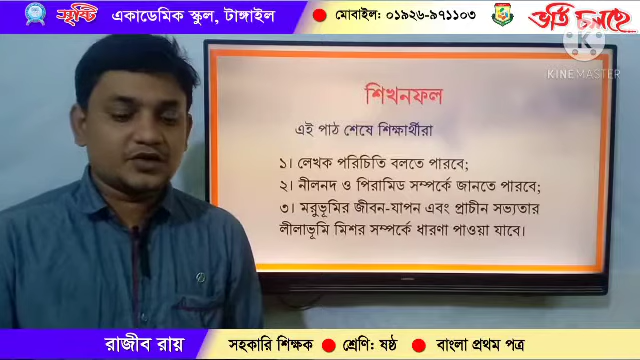 সৃষ্টি একাডেমিক স্কুল, টাঙ্গাইল
মোবাইল: ০১৯২৬-৯৭১১০৩
ভর্তি চলছে
KINEMASTER
শিখনফল
এই পাঠ শেষে শিক্ষার্থীরা
১। লেখক পরিচিতি বলতে পারবে;
২। নীলনদ ও পিরামিড সম্পর্কে জানতে পারবে;
৩। মরুভূমির জীবন-যাপন এবং প্রাচীন সভ্যতার
লীলাভূমি মিশর সম্পর্কে ধারণা পাওয়া যাবে।
রাজীব রায়
সহকারি শিক্ষক
শ্রেণি: ষষ্ঠ
বাংলা প্রথম পত্র